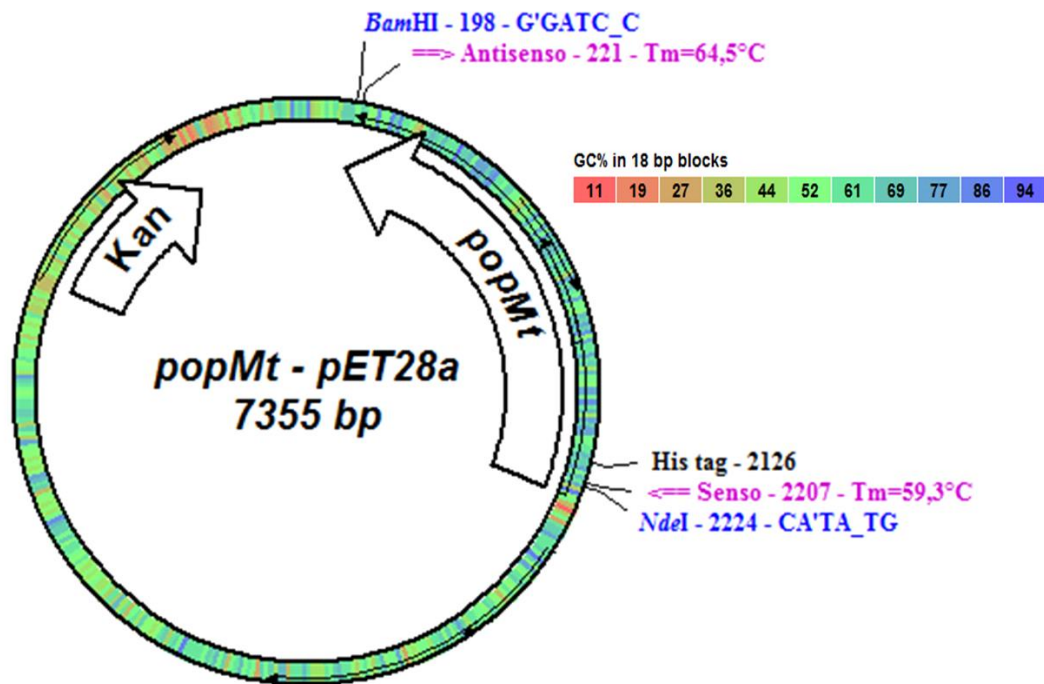 BamHI - 198 - G'GATC_C
==> Antisenso - 221 - Tm=64,5°C
GC% in 18 bp blocks
11 19 27 36 44 52 61 69 77 86 94
Kan
popMt
popMt - pET28a
7355 bp
His tag - 2126
<== Senso - 2207 - Tm=59,3°C
NdeI - 2224 - CA'TA_TG